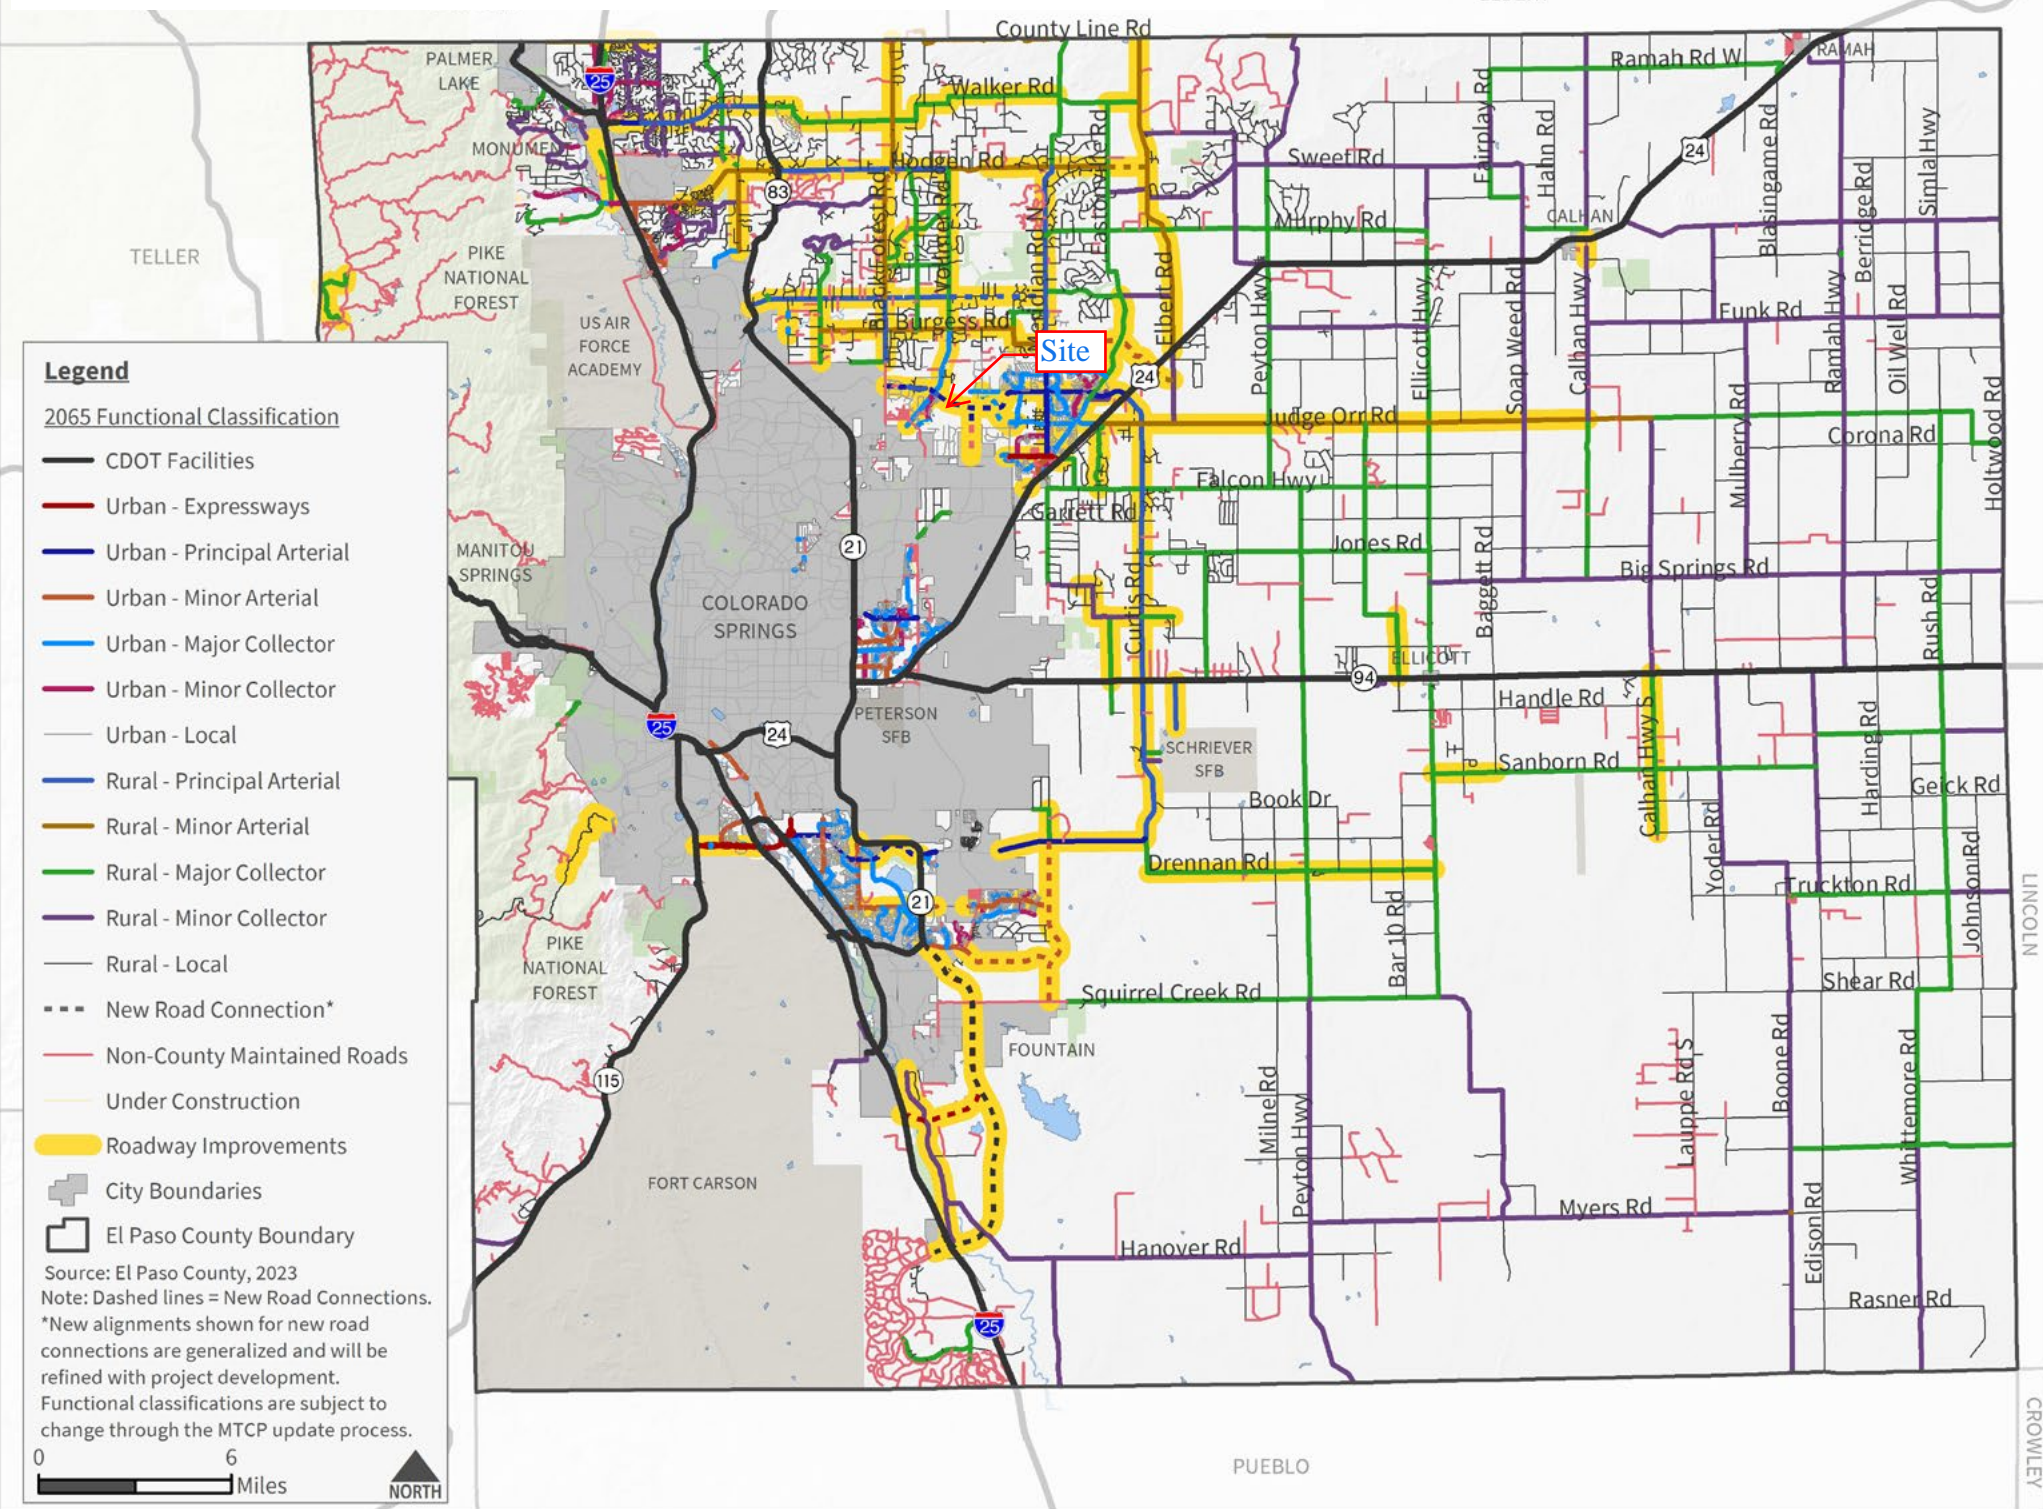 County Line Rd
PALMER
LAKE
25
Walker Rd
Ramah Rd W
RAMAH
Fairplay Rd
Hahn Rd
Blasingame Rd
Simla Hwy
24
MONUMENT
Hodgen Rd
Eastonville Rd
Sweet Rd
83
Black Forest Rd
Vollmer Rd
Meridian Rd N
Murphy Rd
CALHAN
Berridge Rd
TELLER
PIKE
NATIONAL
FOREST
Elbert Rd
Peyton Hwy
Ellicott Hwy
Soap Weed Rd
Calhan Hwy
Ramah Hwy
Oil Well Rd
Funk Rd
US AIR
FORCE
ACADEMY
Burgess Rd
Site
24
Judge Orr Rd
Mulberry Rd
Corona Rd
Holtwood Rd
Falcon Hwy
Garrett Rd
21
Jones Rd
Baggett Rd
Big Springs Rd
MANITOU
SPRINGS
COLORADO
SPRINGS
Curtis Rd
Rush Rd
ELLICOTT
94
Handle Rd
PETERSON
SFB
25
24
SCHRIEVER
SFB
Sanborn Rd
Calhan Hwy S
Harding Rd
Geick Rd
Book Dr
Yoder Rd
Drennan Rd
Truckton Rd
Johnson Rd
LINCOLN
21
Bar 10 Rd
PIKE
NATIONAL
FOREST
Squirrel Creek Rd
Shear Rd
FOUNTAIN
115
Milne Rd
Peyton Hwy
Lauppe Rd S
Boone Rd
Whittemore Rd
FORT CARSON
Myers Rd
Edison Rd
Hanover Rd
Rasner Rd
25
PUEBLO
CROWLEY
Legend
2065 Functional Classification
CDOT Facilities
Urban - Expressways
Urban - Principal Arterial
Urban - Minor Arterial
Urban - Major Collector
Urban - Minor Collector
Urban - Local
Rural - Principal Arterial
Rural - Minor Arterial
Rural - Major Collector
Rural - Minor Collector
Rural - Local
New Road Connection*
Non-County Maintained Roads
Under Construction
Roadway Improvements
City Boundaries
El Paso County Boundary
Source: El Paso County, 2023
Note: Dashed lines = New Road Connections.
*New alignments shown for new road
connections are generalized and will be
refined with project development.
Functional classifications are subject to
change through the MTCP update process.
0 6
Miles
NORTH